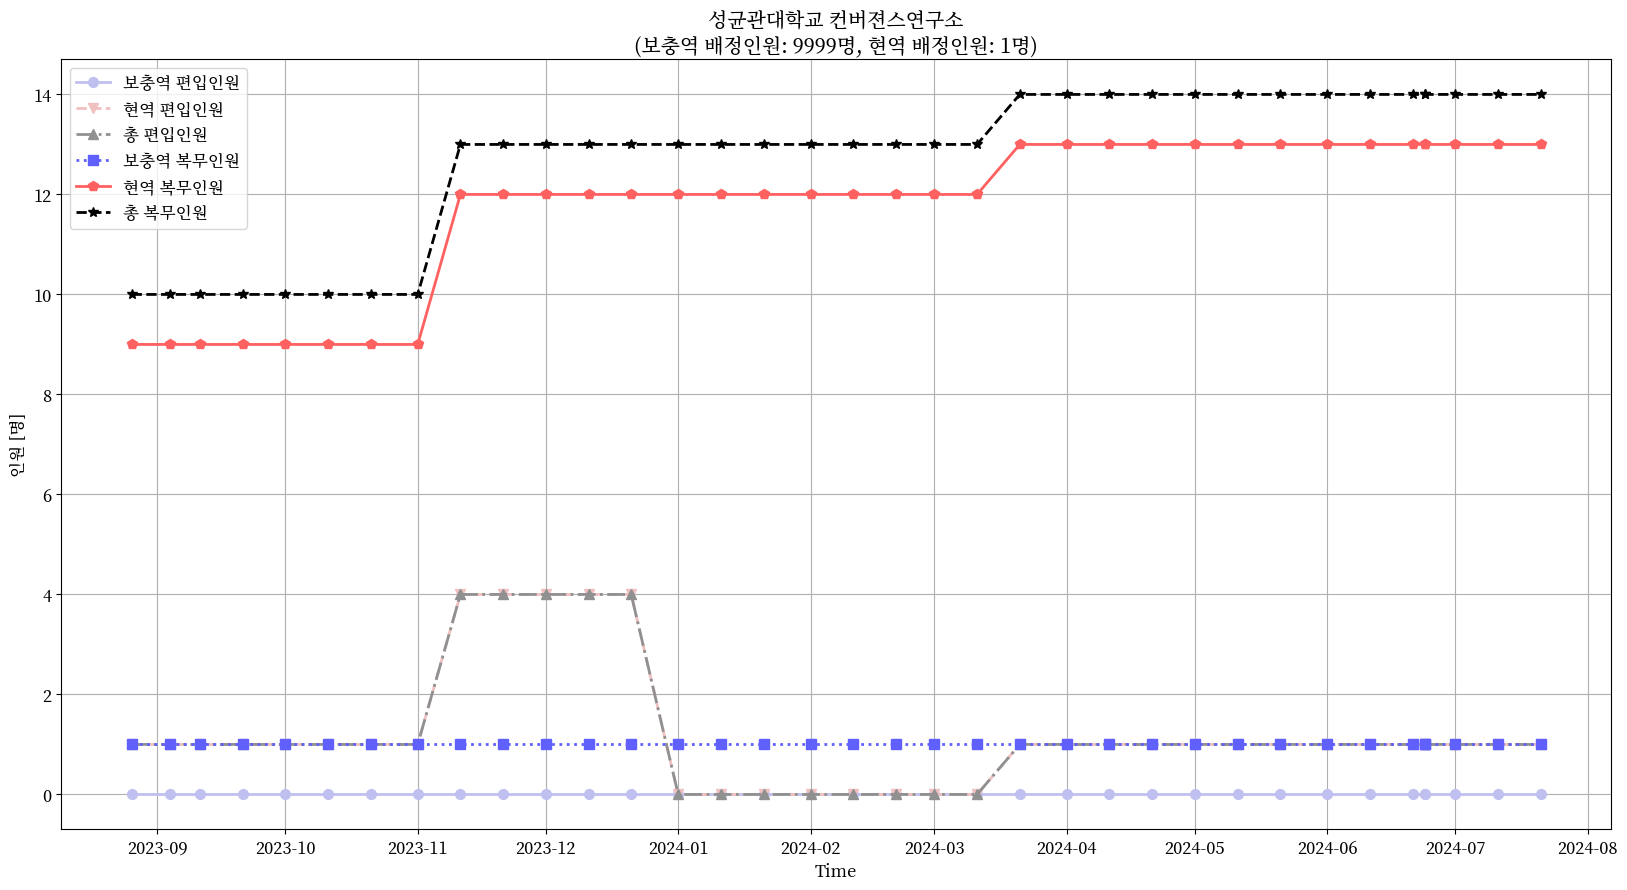 성균관대학교 컨버젼스연구소
(보충역 배정인원: 9999명, 현역 배정인원: 1명)
보충역 편입인원
현역 편입인원
총 편입인원
보충역 복무인원
현역 복무인원
총 복무인원
14
12
10
8
6
4
2
0
인원 [명]
2023-09 2023-10 2023-11 2023-12 2024-01 2024-02 2024-03 2024-04 2024-05 2024-06 2024-07 2024-08
Time